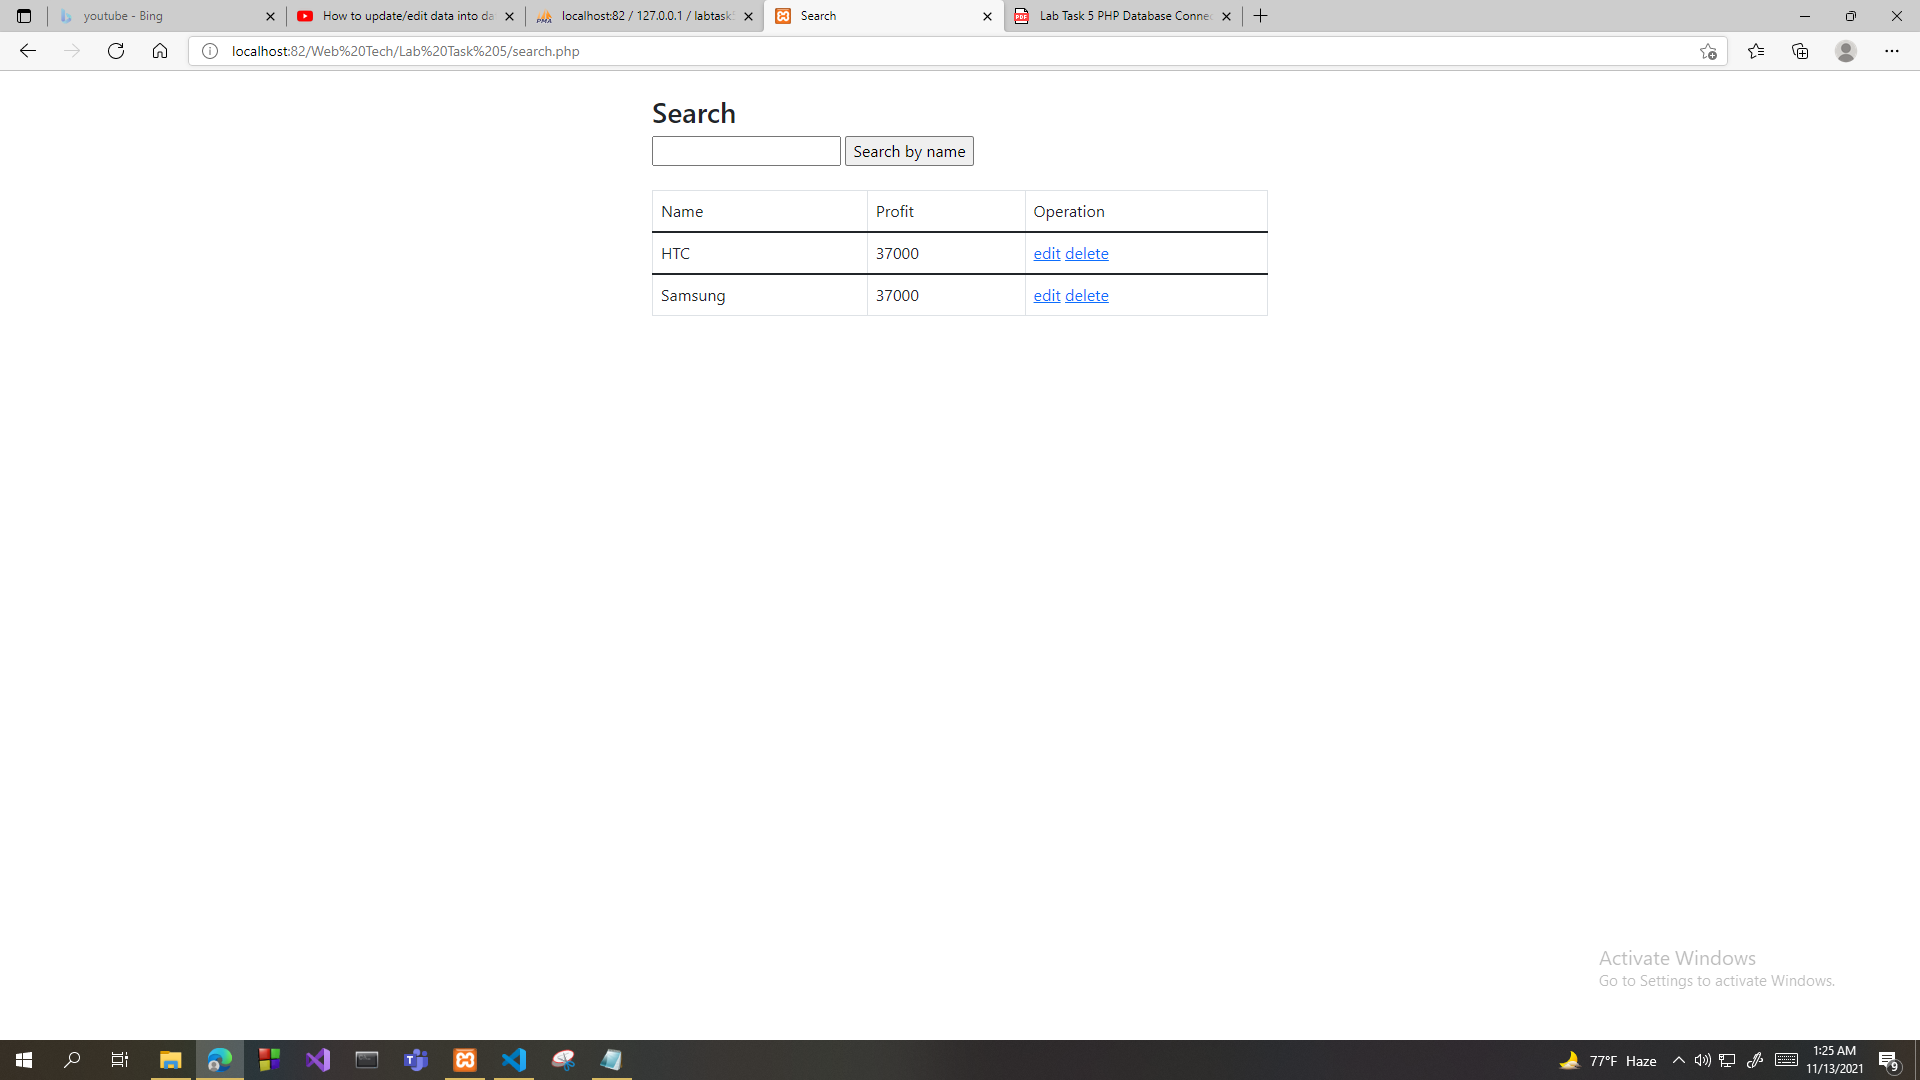 youtube - Bing
How to update/edit data into da
localhost:82 / 127.0.0.1 / labtask5
Search
Lab Task 5 PHP Database Connec
localhost:82/Web%20Tech/Lab%20Task%205/search.php
Search
Search by name
Name Profit Operation
HTC 37000 edit delete
Samsung 37000 edit delete
Activate Windows
Go to Settings to activate Windows.
77°F Haze
1:25 AM
11/13/2021
9